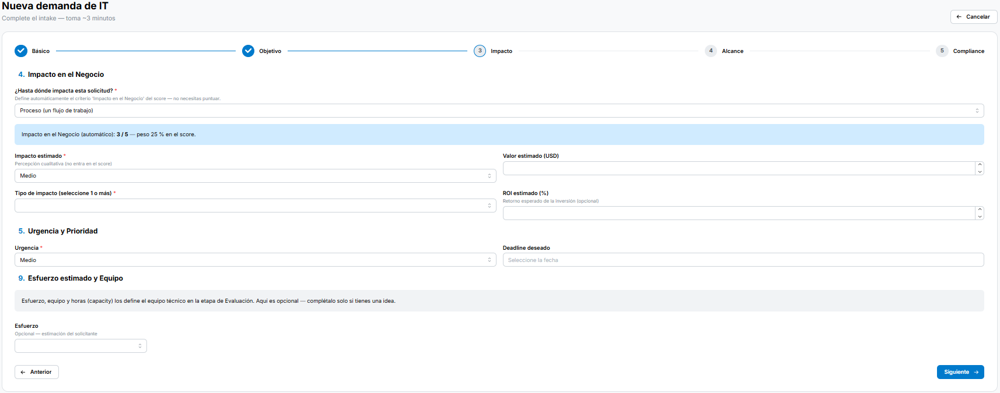 Nueva demanda de IT
Complete el intake — toma ~3 minutos
← Cancelar
Básico
Objetivo
3 Impacto
4 Alcance
5 Compliance
4. Impacto en el Negocio
¿Hasta dónde impacta esta solicitud? *
Define automáticamente el criterio 'Impacto en el Negocio' del score — no necesitas puntuar.
Proceso (un flujo de trabajo)
Impacto en el Negocio (automático): 3 / 5 — peso 25 % en el score.
Impacto estimado *
Percepción cualitativa (no entra en el score)
Medio
Valor estimado (USD)
Tipo de impacto (seleccione 1 o más) *
ROI estimado (%)
Retorno esperado de la inversión (opcional)
5. Urgencia y Prioridad
Urgencia *
Medio
Deadline deseado
Seleccione la fecha
9. Esfuerzo estimado y Equipo
Esfuerzo, equipo y horas (capacity) los define el equipo técnico en la etapa de Evaluación. Aquí es opcional — complétalo solo si tienes una idea.
Esfuerzo
Opcional — estimación del solicitante
← Anterior
Siguiente →